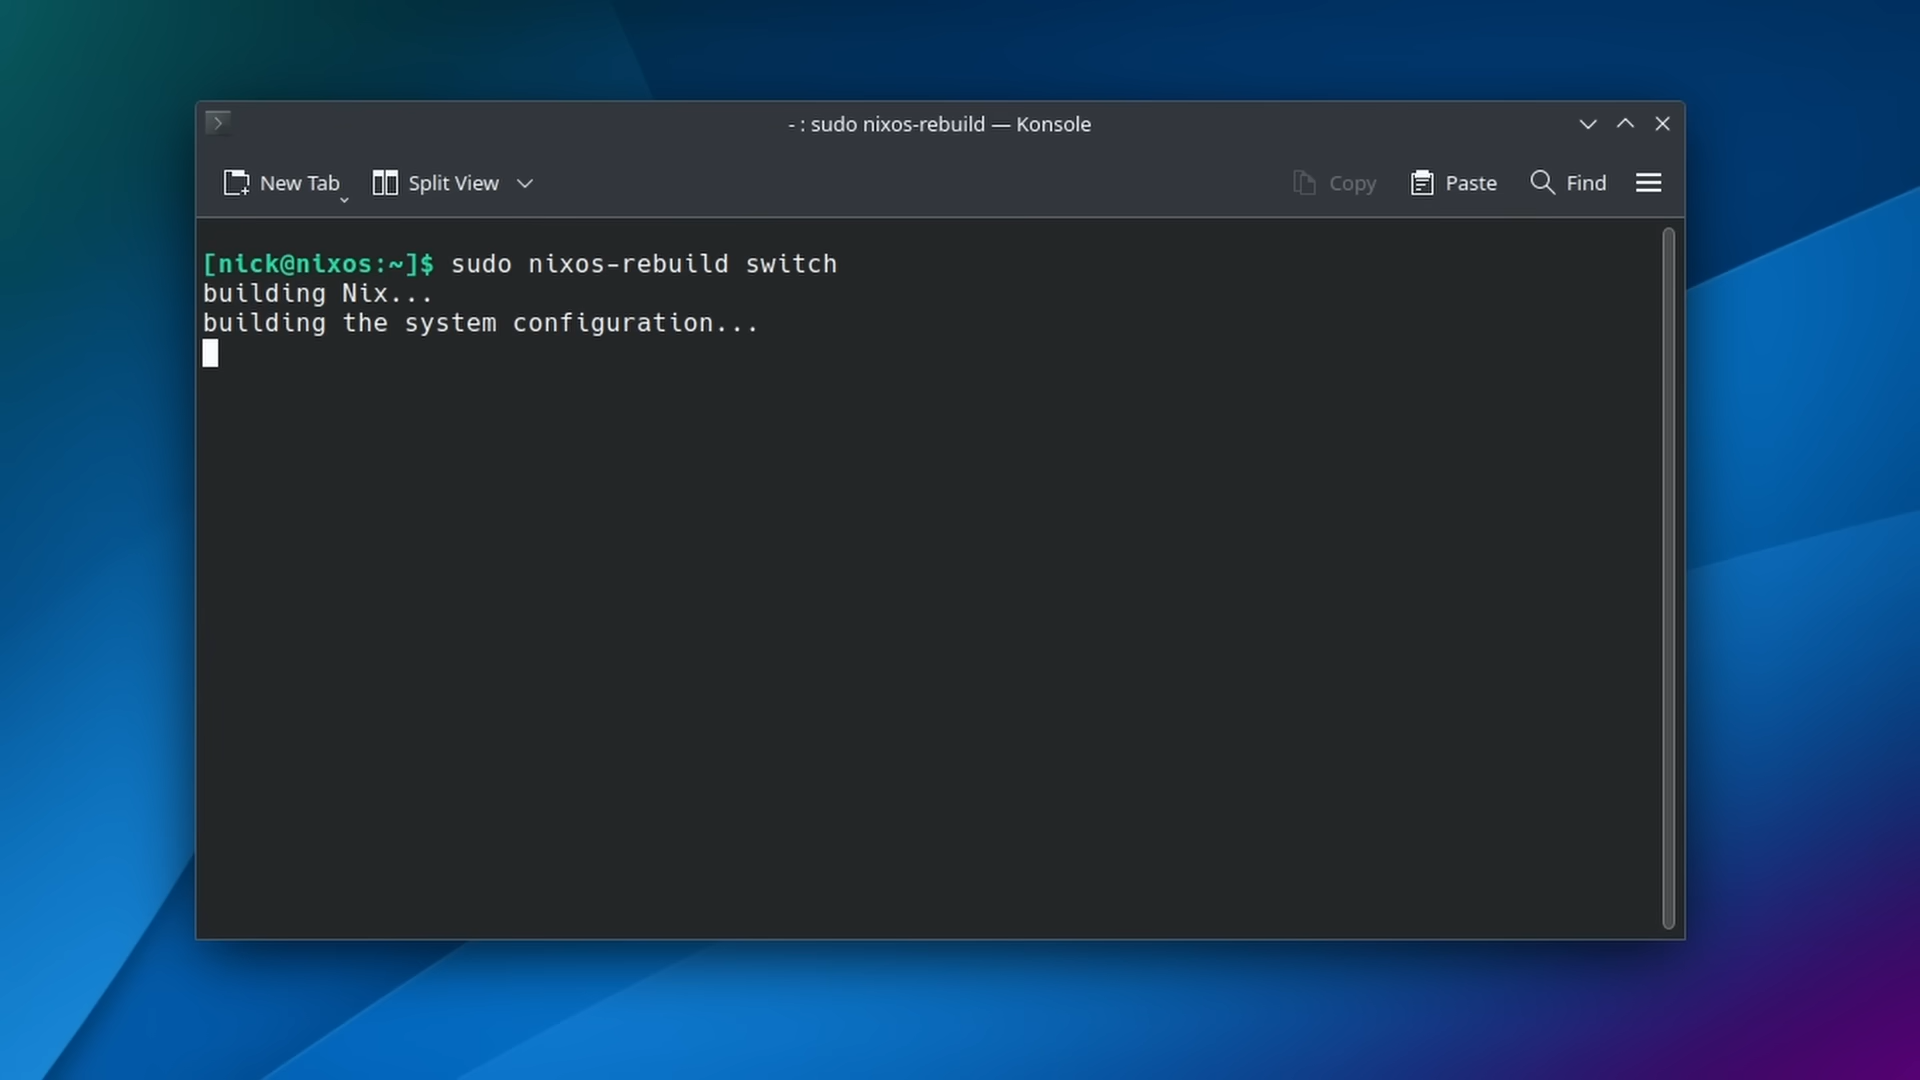 - : sudo nixos-rebuild — Konsole
New Tab Split View Copy Paste Find
[nick@nixos:~]$ sudo nixos-rebuild switch
building Nix...
building the system configuration...